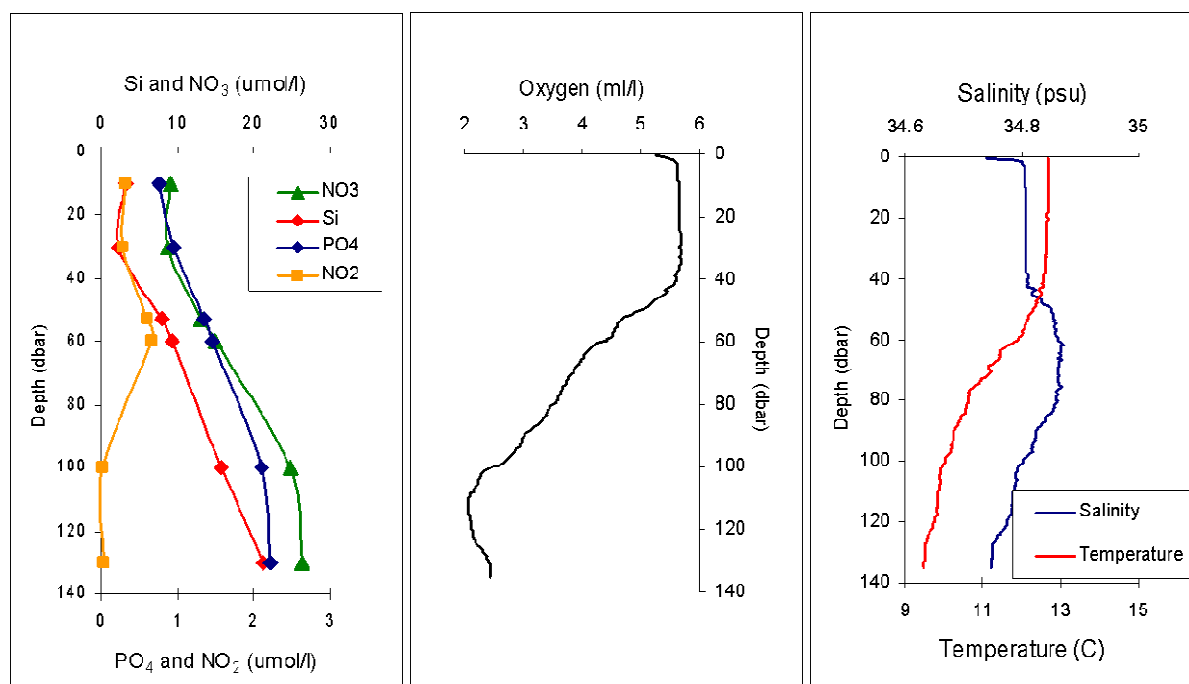 Si and NO3 (umol/l)
0 10 20 30
0
20
40
60
80
100
120
140
Depth (dbar)
NO3
Si
PO4
NO2
0 1 2 3
PO4 and NO2 (umol/l)
Oxygen (ml/l)
2 3 4 5 6
0
20
40
60
80
100
120
140
Depth (dbar)
Salinity (psu)
34.6 34.8 35
0
20
40
60
80
100
120
140
Depth (dbar)
Salinity
Temperature
9 11 13 15
Temperature (C)